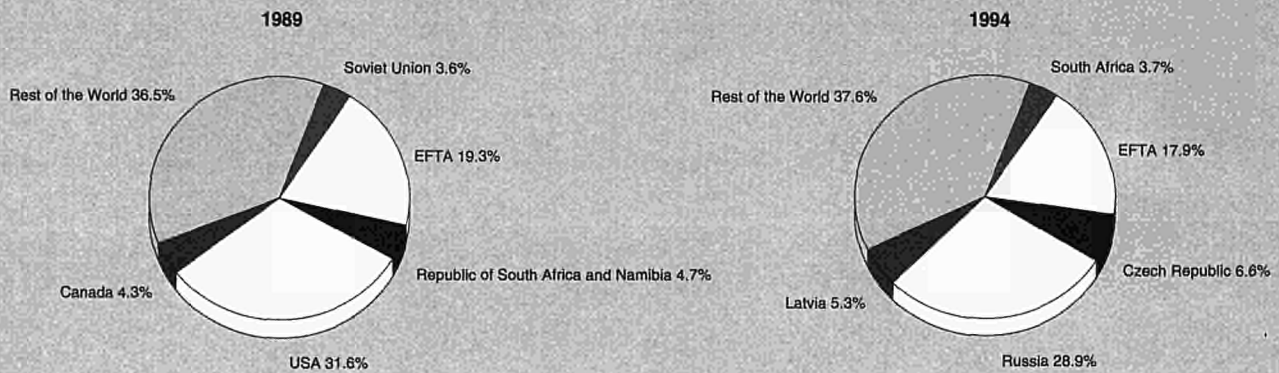 1989
Soviet Union 3.6%
Rest of the World 36.5%
EFTA 19.3%
Republic of South Africa and Namibia 4.7%
Canada 4.3%
USA 31.6%
1994
South Africa 3.7%
Rest of the World 37.6%
EFTA 17.9%
Czech Republic 6.6%
Latvia 5.3%
Russia 28.9%